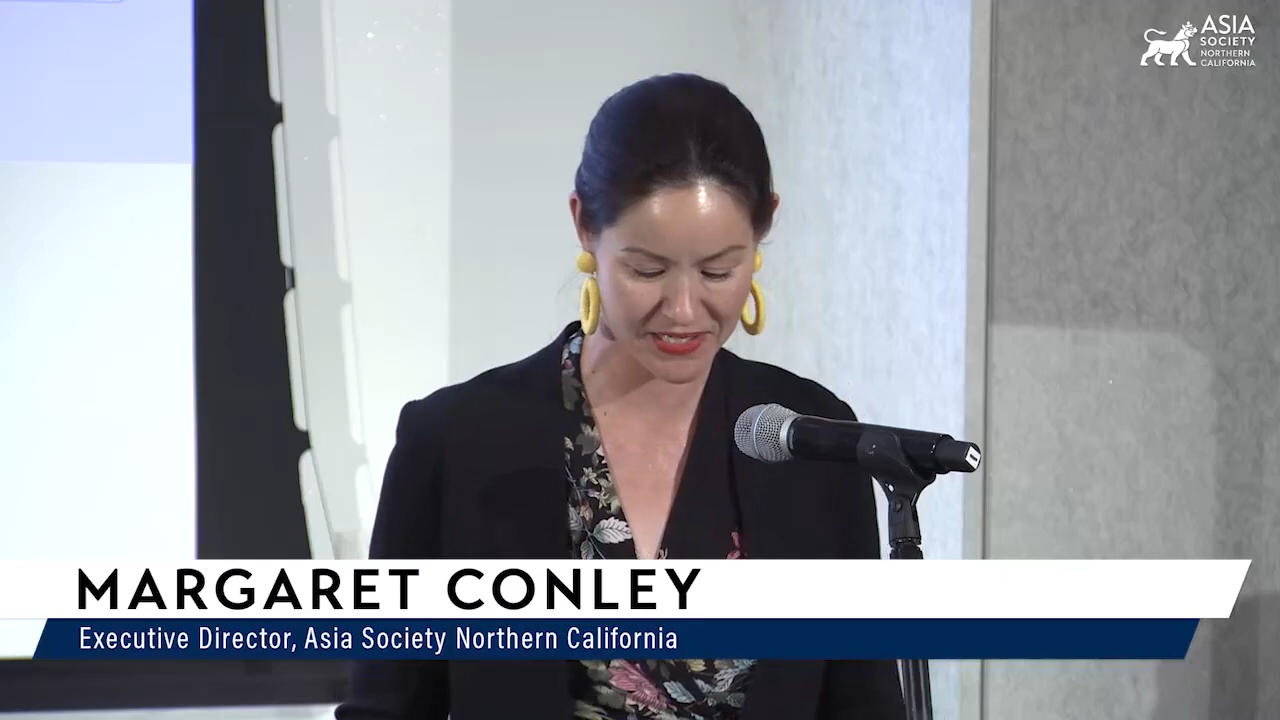 ASIA
SOCIETY
NORTHERN
CALIFORNIA
MARGARET CONLEY
Executive Director, Asia Society Northern California